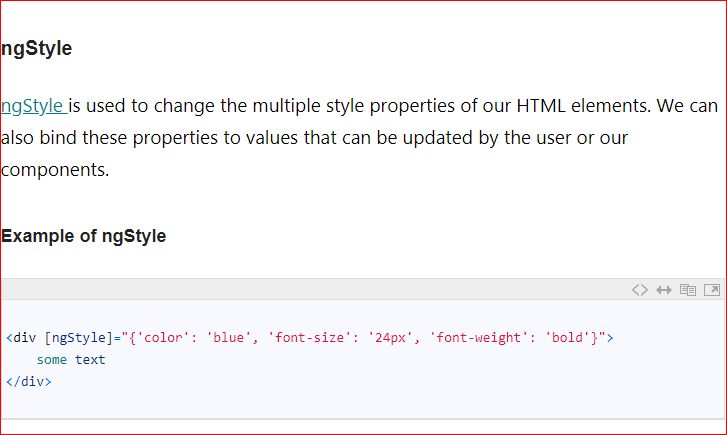 ngStyle
ngStyle is used to change the multiple style properties of our HTML elements. We can
also bind these properties to values that can be updated by the user or our
components.
Example of ngStyle
<div [ngStyle]="{'color': 'blue', 'font-size': '24px', 'font-weight': 'bold'}">
    some text
</div>